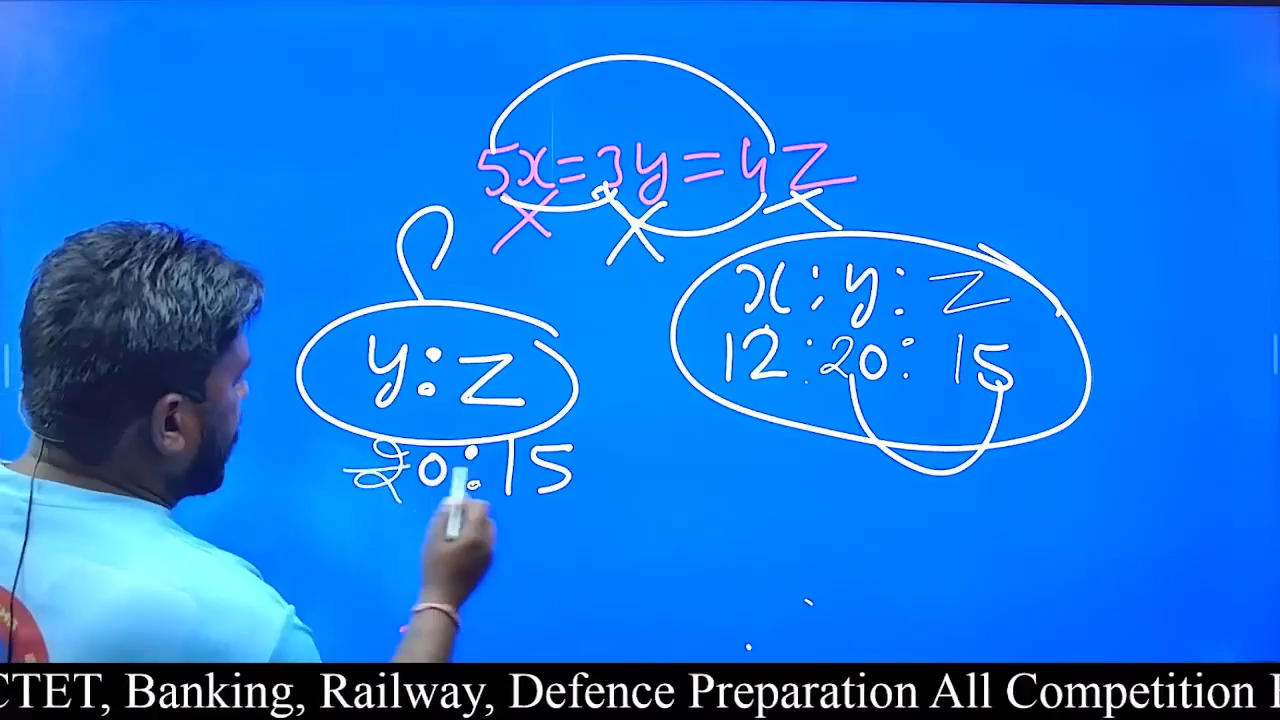 5x=3y=4Z
x:y:Z
12:20:15
y:Z
20:15
CTET, Banking, Railway, Defence Preparation All Competition